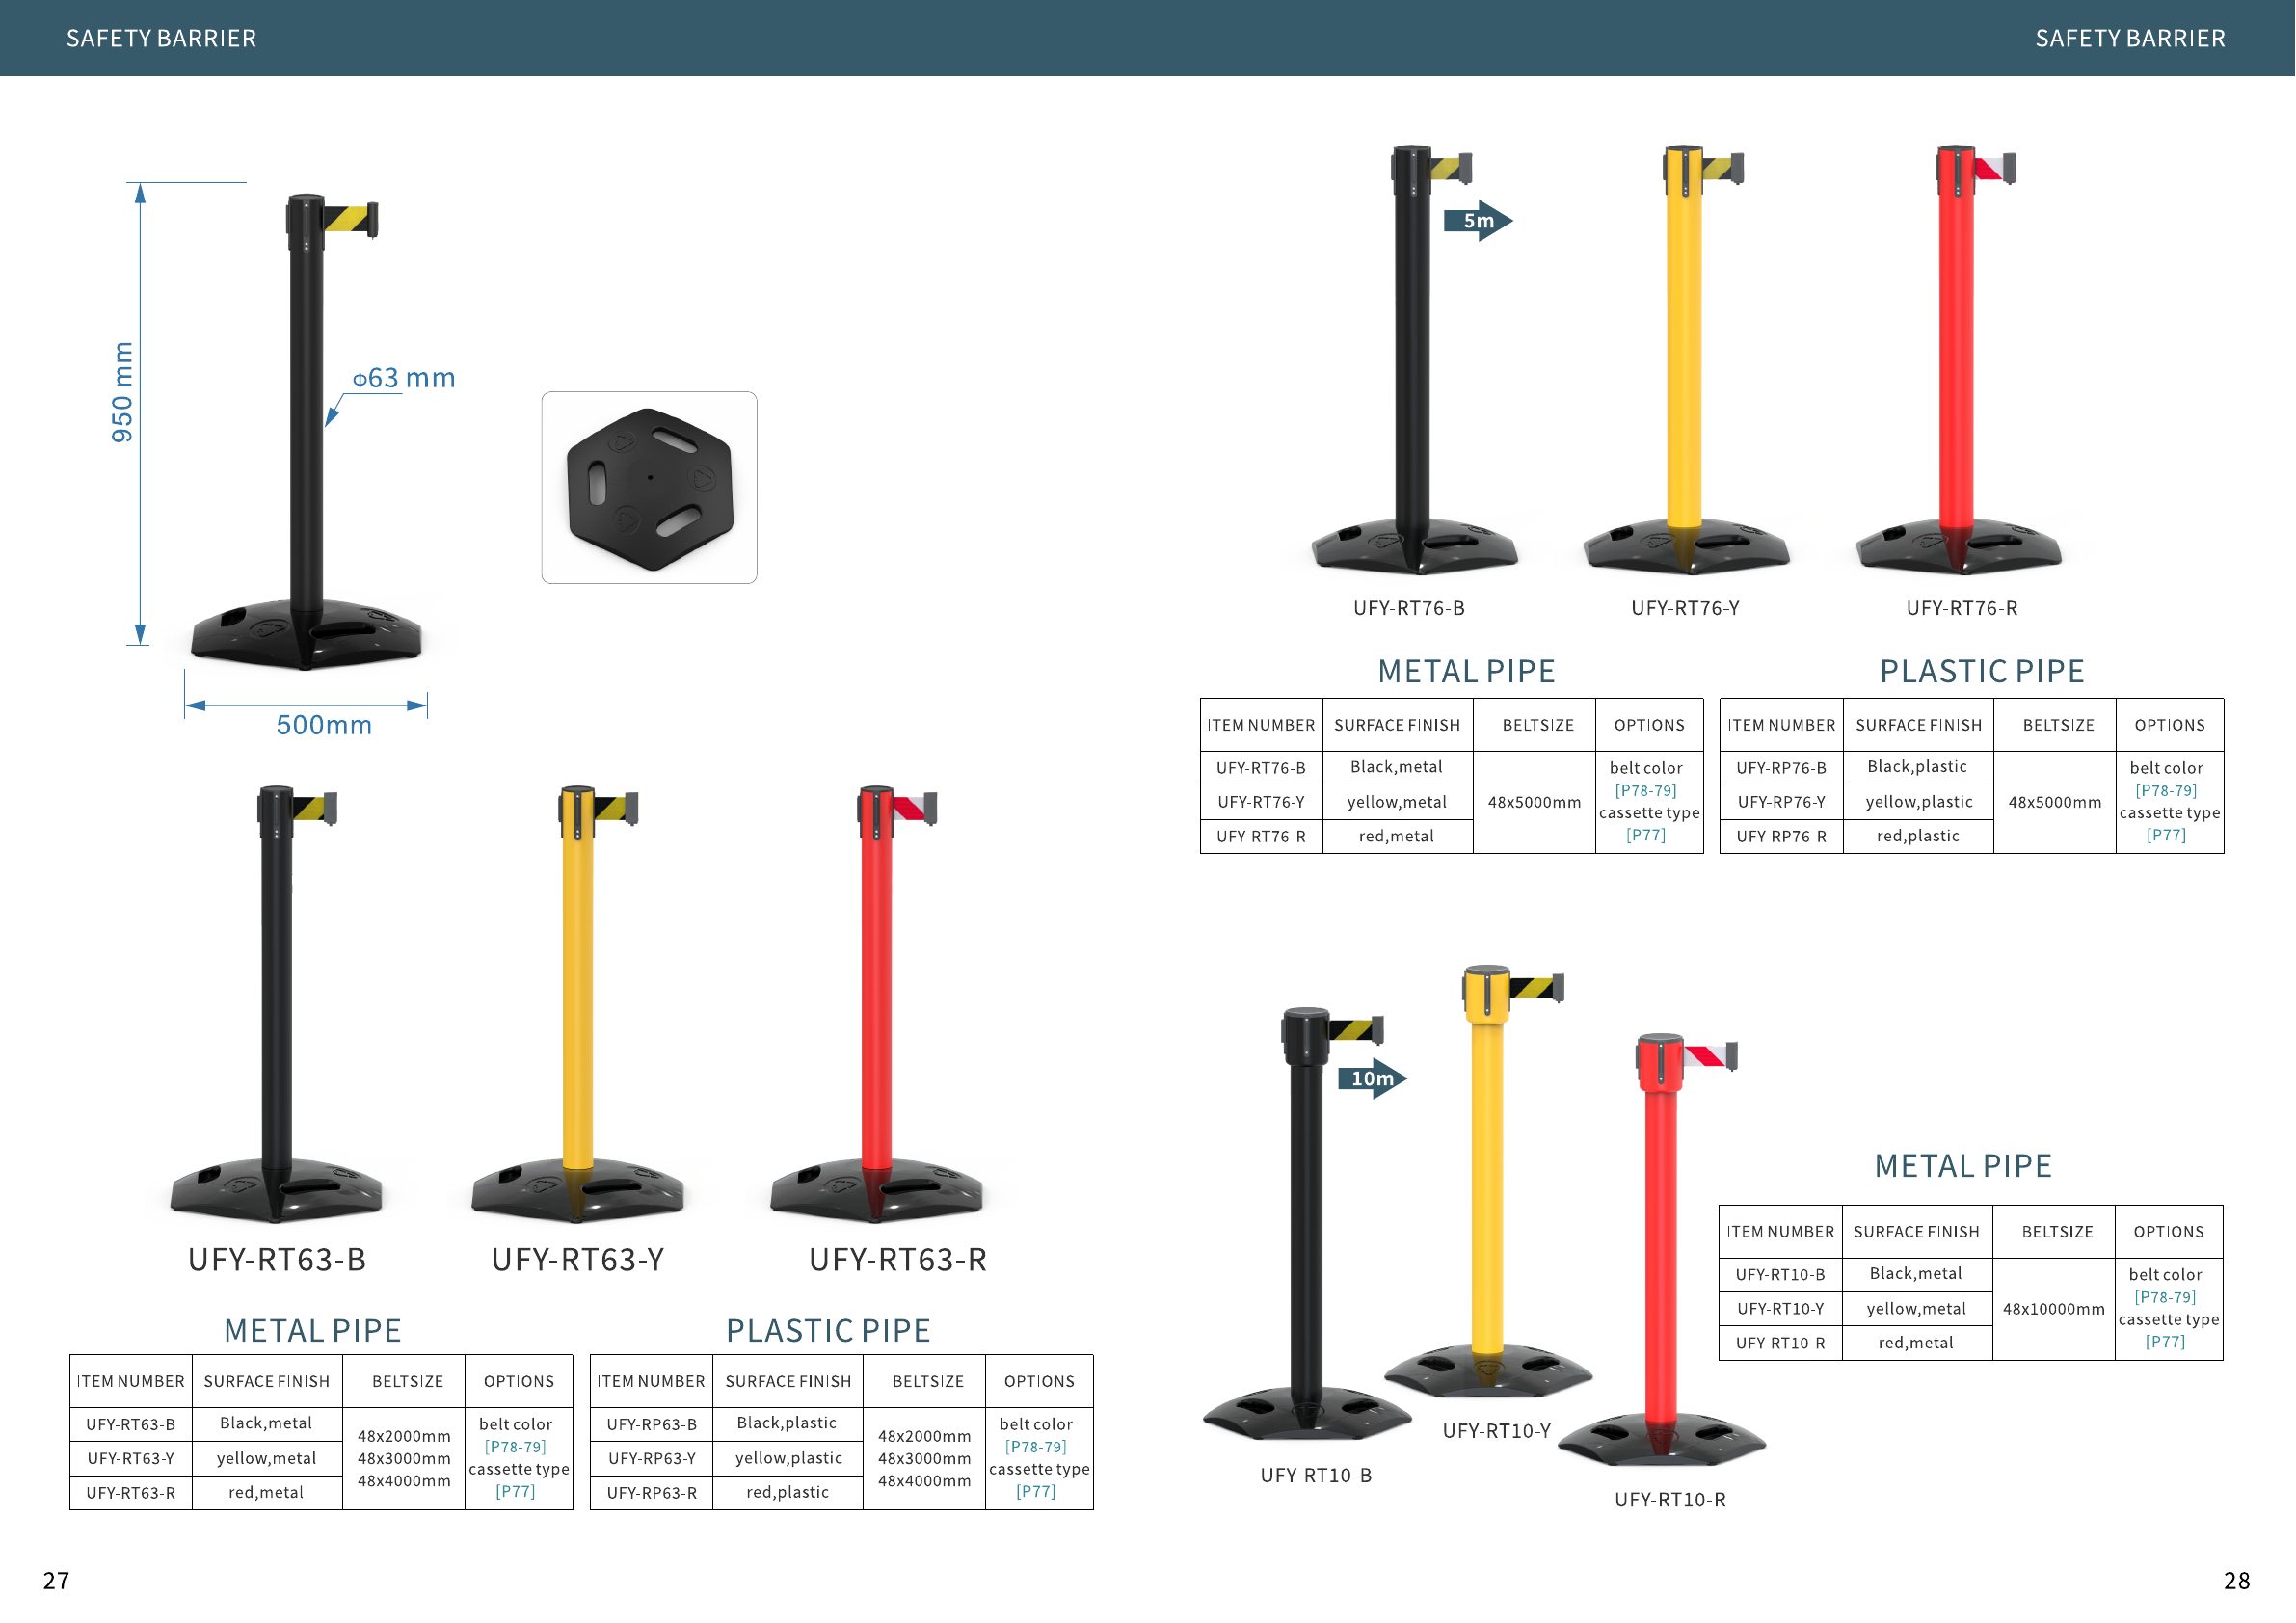 SAFETY BARRIER
SAFETY BARRIER
950 mm
Φ63 mm
500mm
UFY-RT63-B
UFY-RT63-Y
UFY-RT63-R
METAL PIPE
ITEM NUMBER SURFACE FINISH BELTSIZE OPTIONS
UFY-RT63-B Black,metal
UFY-RT63-Y yellow,metal
UFY-RT63-R red,metal
48x2000mm
48x3000mm
48x4000mm
belt color
[P78-79]
cassette type
[P77]
PLASTIC PIPE
ITEM NUMBER SURFACE FINISH BELTSIZE OPTIONS
UFY-RP63-B Black,plastic
UFY-RP63-Y yellow,plastic
UFY-RP63-R red,plastic
48x2000mm
48x3000mm
48x4000mm
belt color
[P78-79]
cassette type
[P77]
27
5m
UFY-RT76-B
UFY-RT76-Y
UFY-RT76-R
METAL PIPE
ITEM NUMBER SURFACE FINISH BELTSIZE OPTIONS
UFY-RT76-B Black,metal
UFY-RT76-Y yellow,metal
UFY-RT76-R red,metal
48x5000mm
belt color
[P78-79]
cassette type
[P77]
PLASTIC PIPE
ITEM NUMBER SURFACE FINISH BELTSIZE OPTIONS
UFY-RP76-B Black,plastic
UFY-RP76-Y yellow,plastic
UFY-RP76-R red,plastic
48x5000mm
belt color
[P78-79]
cassette type
[P77]
10m
UFY-RT10-B
UFY-RT10-Y
UFY-RT10-R
METAL PIPE
ITEM NUMBER SURFACE FINISH BELTSIZE OPTIONS
UFY-RT10-B Black,metal
UFY-RT10-Y yellow,metal
UFY-RT10-R red,metal
48x10000mm
belt color
[P78-79]
cassette type
[P77]
28